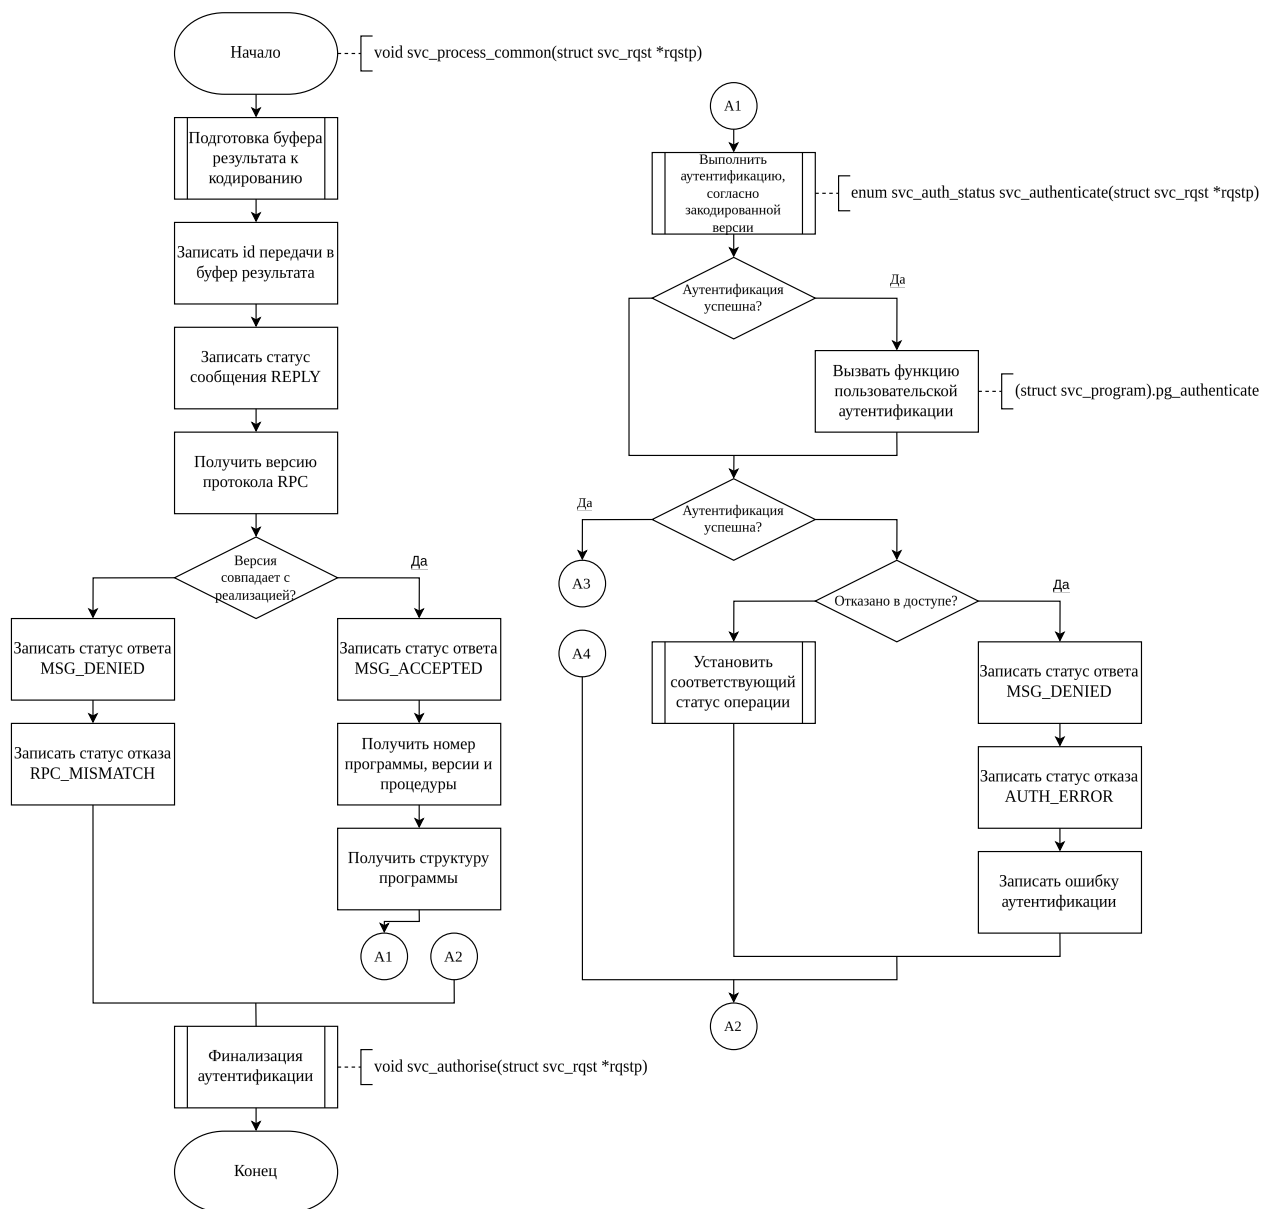 Начало
void svc_process_common(struct svc_rqst *rqstp)
Подготовка буфера
результата к
кодированию
Записать id передачи в
буфер результата
Записать статус
сообщения REPLY
Получить версию
протокола RPC
Версия
совпадает с
реализацией?
Да
Записать статус ответа
MSG_DENIED
Записать статус ответа
MSG_ACCEPTED
Записать статус отказа
RPC_MISMATCH
Получить номер
программы, версии и
процедуры
Получить структуру
программы
A1
A2
Финализация
аутентификации
void svc_authorise(struct svc_rqst *rqstp)
Конец
A1
Выполнить
аутентификацию,
согласно
закодированной
версии
enum svc_auth_status svc_authenticate(struct svc_rqst *rqstp)
Аутентификация
успешна?
Да
Вызвать функцию
пользовательской
аутентификации
(struct svc_program).pg_authenticate
Аутентификация
успешна?
Да
A3
Отказано в доступе?
Да
A4
Установить
соответствующий
статус операции
Записать статус ответа
MSG_DENIED
Записать статус отказа
AUTH_ERROR
Записать ошибку
аутентификации
A2